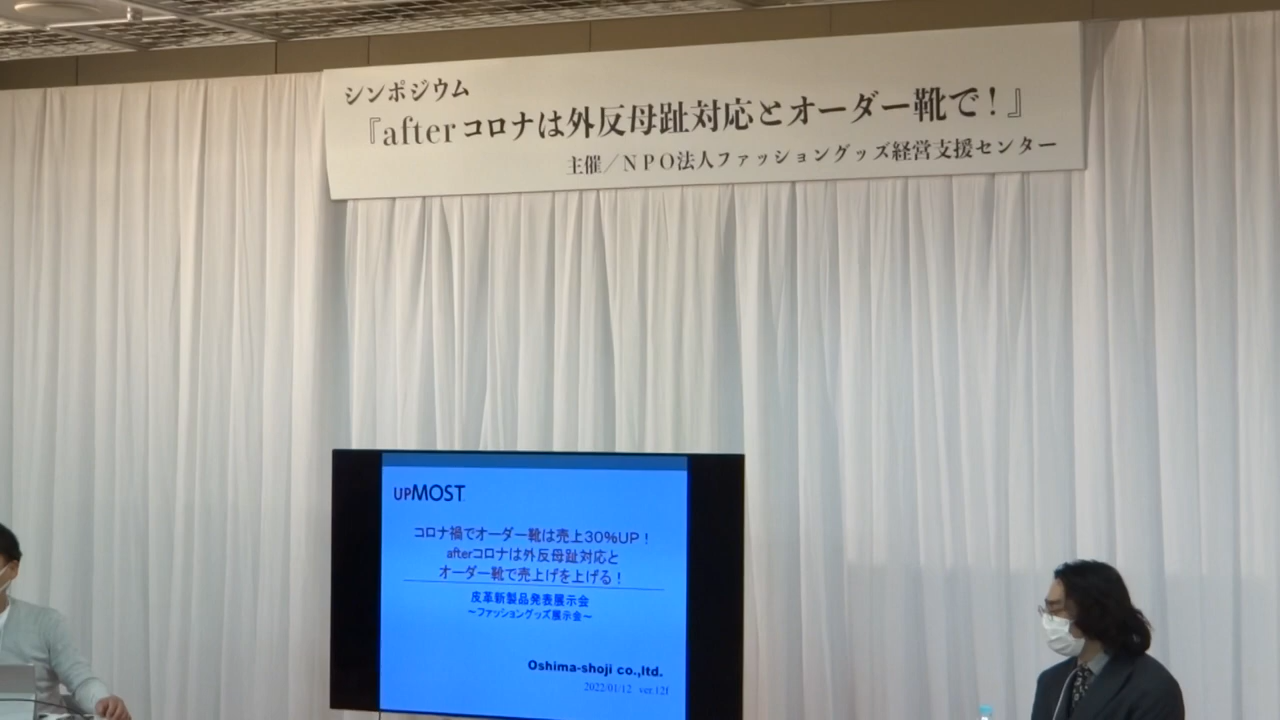 シンポジウム
『afterコロナは外反母趾対応とオーダー靴で！』
主催／NPO法人ファッショングッズ経営支援センター
UPMOST
コロナ禍でオーダー靴は売上30%UP！
afterコロナは外反母趾対応と
オーダー靴で売上げを上げる！
皮革新製品発表展示会
～ファッショングッズ展示会～
Oshima-shoji co.,ltd.
2022/01/12 ver.12f